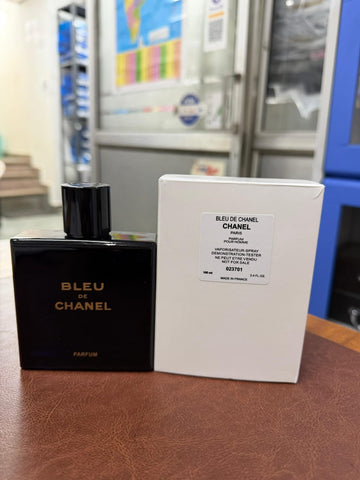 BLEU
DE
CHANEL
PARFUM
BLEU DE CHANEL
CHANEL
PARIS
PARFUM
POUR HOMME
VAPORISATEUR-SPRAY
DEMONSTRATION-TESTER
NE PEUT ETRE VENDU
NOT FOR SALE
023701
100 ml 3.4 FL.OZ
MADE IN FRANCE